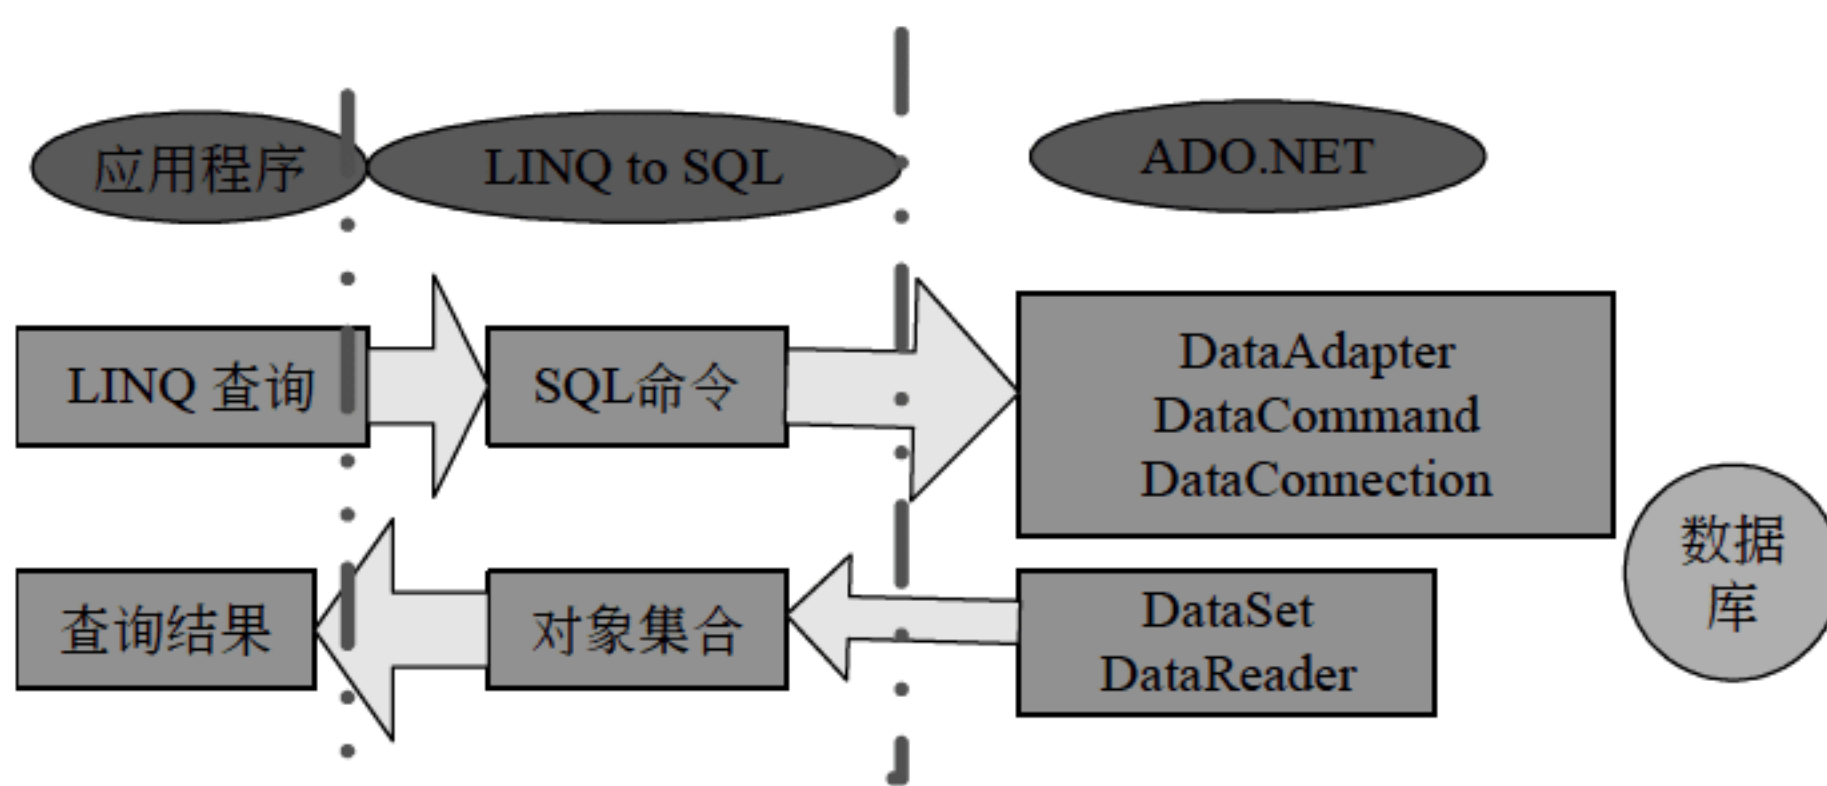 应用程序
LINQ to SQL
ADO.NET
LINQ 查询
SQL命令
DataAdapter
DataCommand
DataConnection
数据
库
查询结果
对象集合
DataSet
DataReader